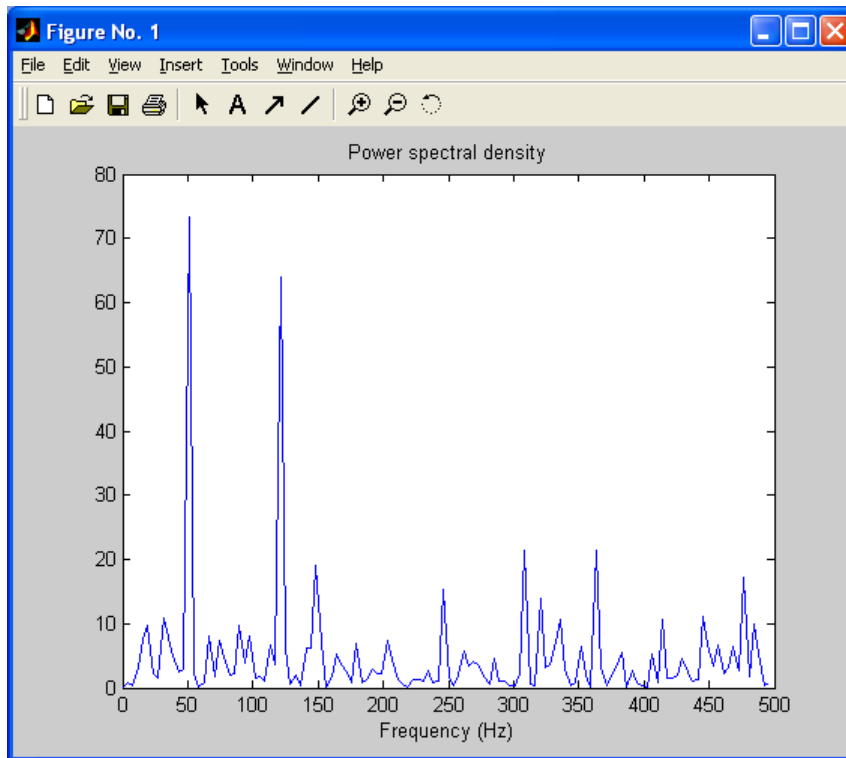 Figure No. 1
File Edit View Insert Tools Window Help
A
Power spectral density
80
70
60
50
40
30
20
10
0
0 50 100 150 200 250 300 350 400 450 500
Frequency (Hz)